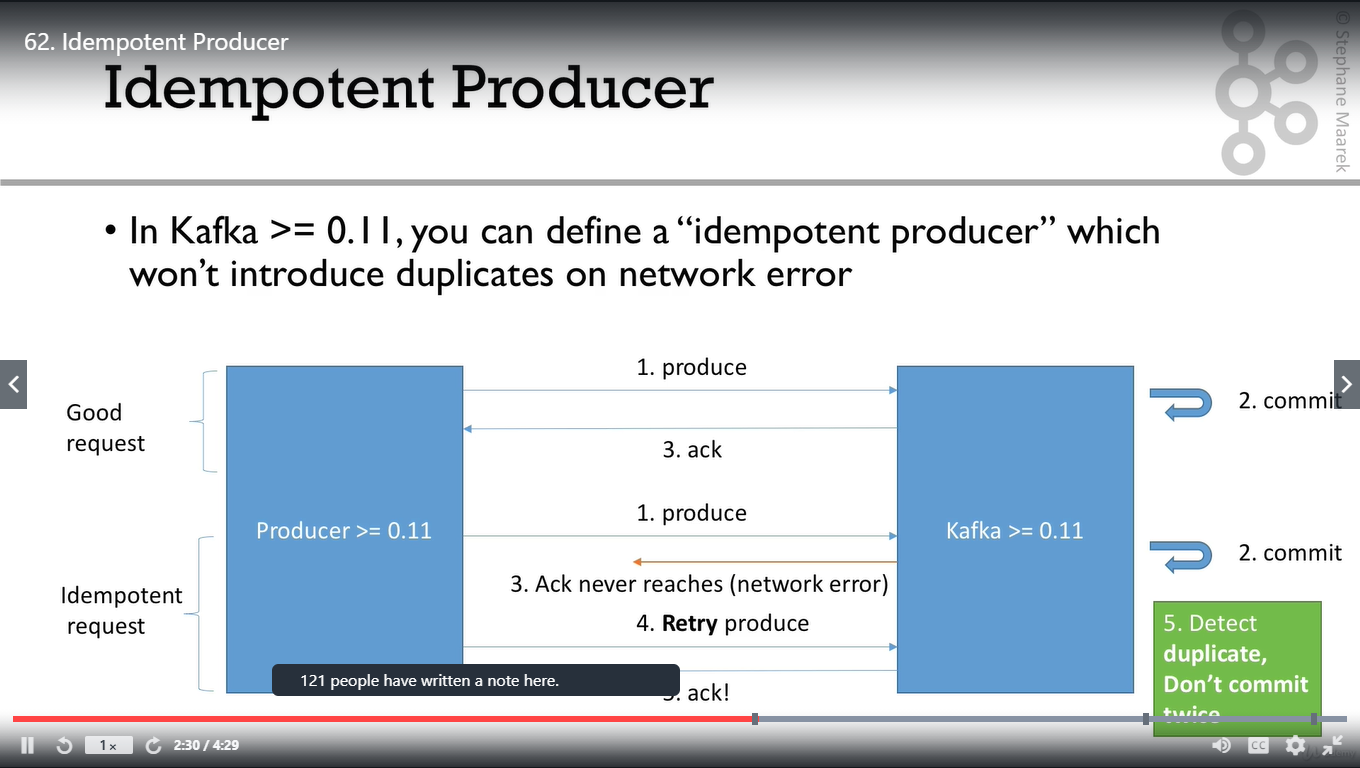 62. Idempotent Producer
Idempotent Producer
© Stephane Maarek
• In Kafka >= 0.11, you can define a “idempotent producer” which
won’t introduce duplicates on network error
Good
request
1. produce
2. commit
3. ack
Producer >= 0.11
Kafka >= 0.11
Idempotent
request
1. produce
2. commit
3. Ack never reaches (network error)
4. Retry produce
5. Detect
duplicate,
Don’t commit
twice
121 people have written a note here.
ack!
1 x
2:30 / 4:29
CC